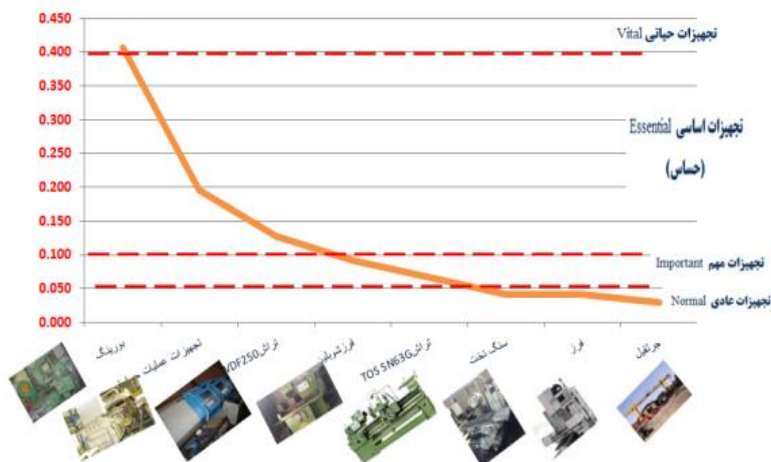 0.450
0.400
0.350
0.300
0.250
0.200
0.150
0.100
0.050
0.000
تجهیزات حیاتی Vital
تجهیزات اساسی Essential
(حساس)
تجهیزات مهم Important
تجهیزات عادی Normal
بورینگ
تجهیزات عملیات
تراش VDF250
فرز
تراش TOS SN63G
سنگ تخت
فرز
جرثقیل